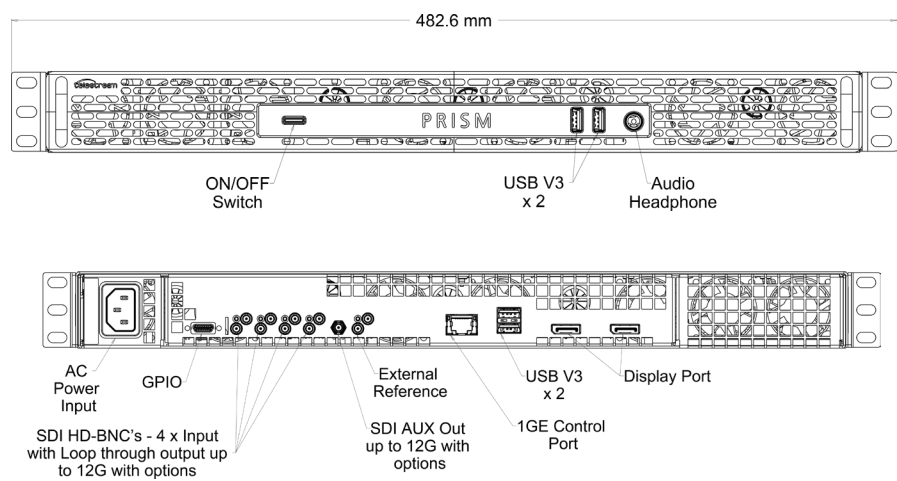 482.6 mm
telestream
PRISM
ON/OFF
Switch
USB V3
x 2
Audio
Headphone
AC
Power
Input
GPIO
External
Reference
USB V3
x 2
Display Port
SDI HD-BNC's - 4 x Input
with Loop through output up
to 12G with options
SDI AUX Out
up to 12G with
options
1GE Control
Port